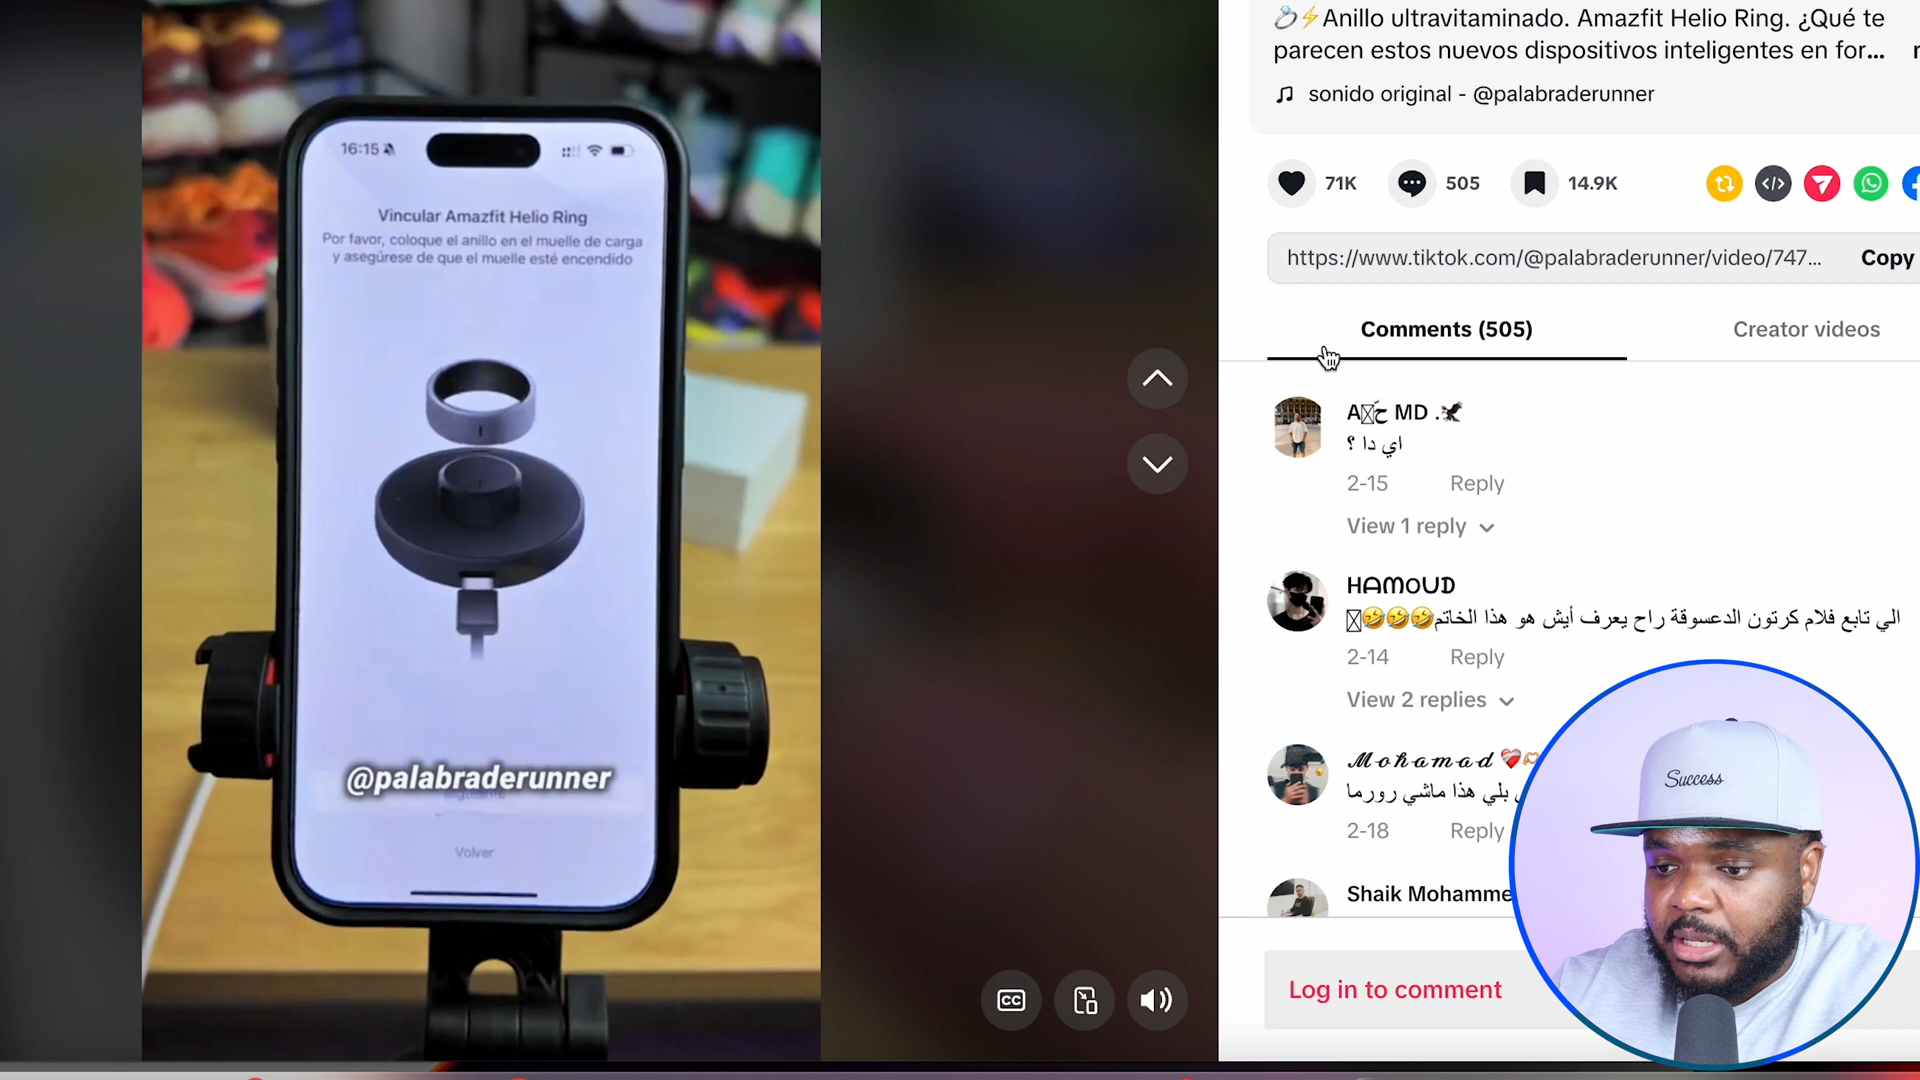 16:15
Vincular Amazfit Helio Ring
Por favor, coloque el anillo en el muelle de carga
y asegúrese de que el muelle esté encendido
@palabraderunner
Volver
CC
💍⚡Anillo ultravitaminado. Amazfit Helio Ring. ¿Qué te
parecen estos nuevos dispositivos inteligentes en for...
sonido original - @palabraderunner
71K
505
14.9K
https://www.tiktok.com/@palabraderunner/video/747...
Copy
Comments (505)
Creator videos
MD .🦅
اي دا ؟
2-15 Reply
View 1 reply
HAMOUD
الي تابع فلام كرتون الدعسوقة راح يعرف أيش هو هذا الخاتم🤣🤣🤣
2-14 Reply
View 2 replies
𝓜𝓸𝓱𝓪𝓶𝓪𝓭 ❤️‍🩹🫶🏼
بلي هذا ماشي رورما
2-18 Reply
Shaik Mohamme
Log in to comment
Success